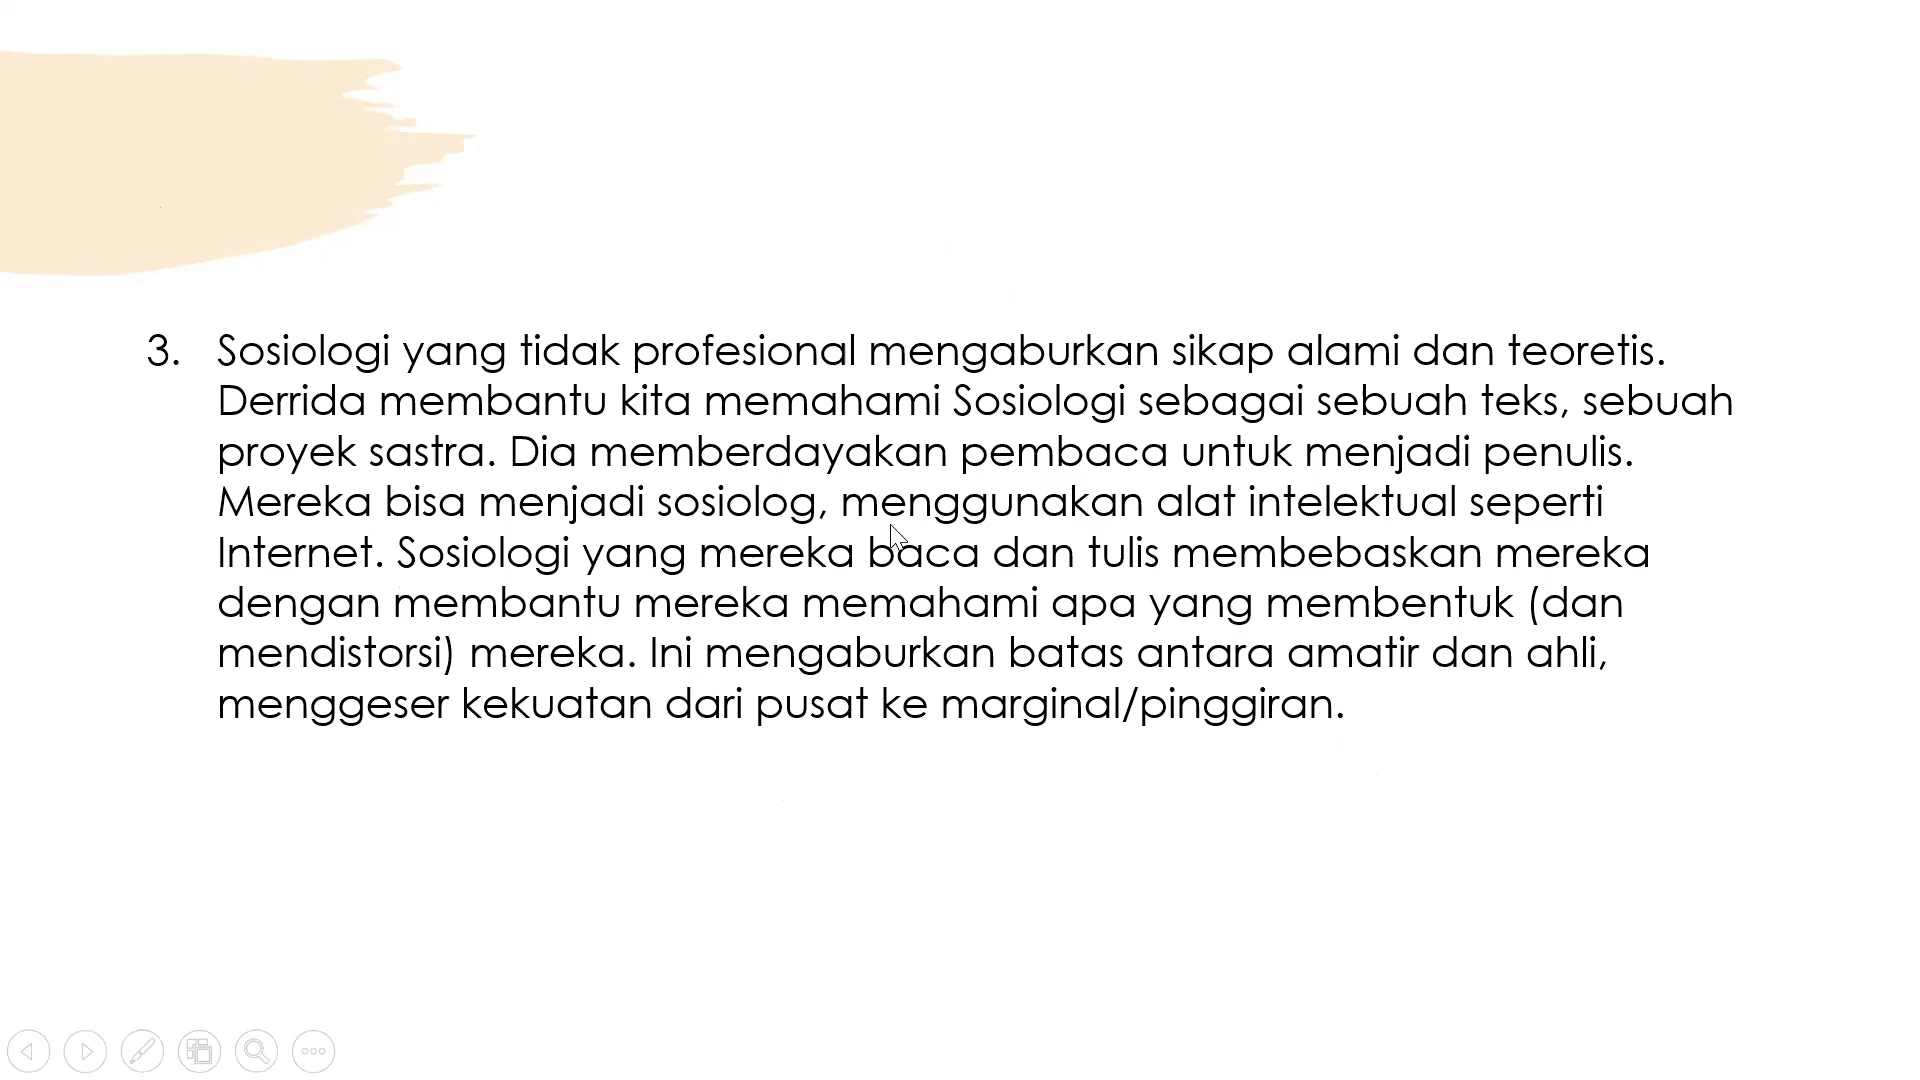 3. Sosiologi yang tidak profesional mengaburkan sikap alami dan teoretis.
Derrida membantu kita memahami Sosiologi sebagai sebuah teks, sebuah
proyek sastra. Dia memberdayakan pembaca untuk menjadi penulis.
Mereka bisa menjadi sosiolog, menggunakan alat intelektual seperti
Internet. Sosiologi yang mereka baca dan tulis membebaskan mereka
dengan membantu mereka memahami apa yang membentuk (dan
mendistorsi) mereka. Ini mengaburkan batas antara amatir dan ahli,
menggeser kekuatan dari pusat ke marginal/pinggiran.